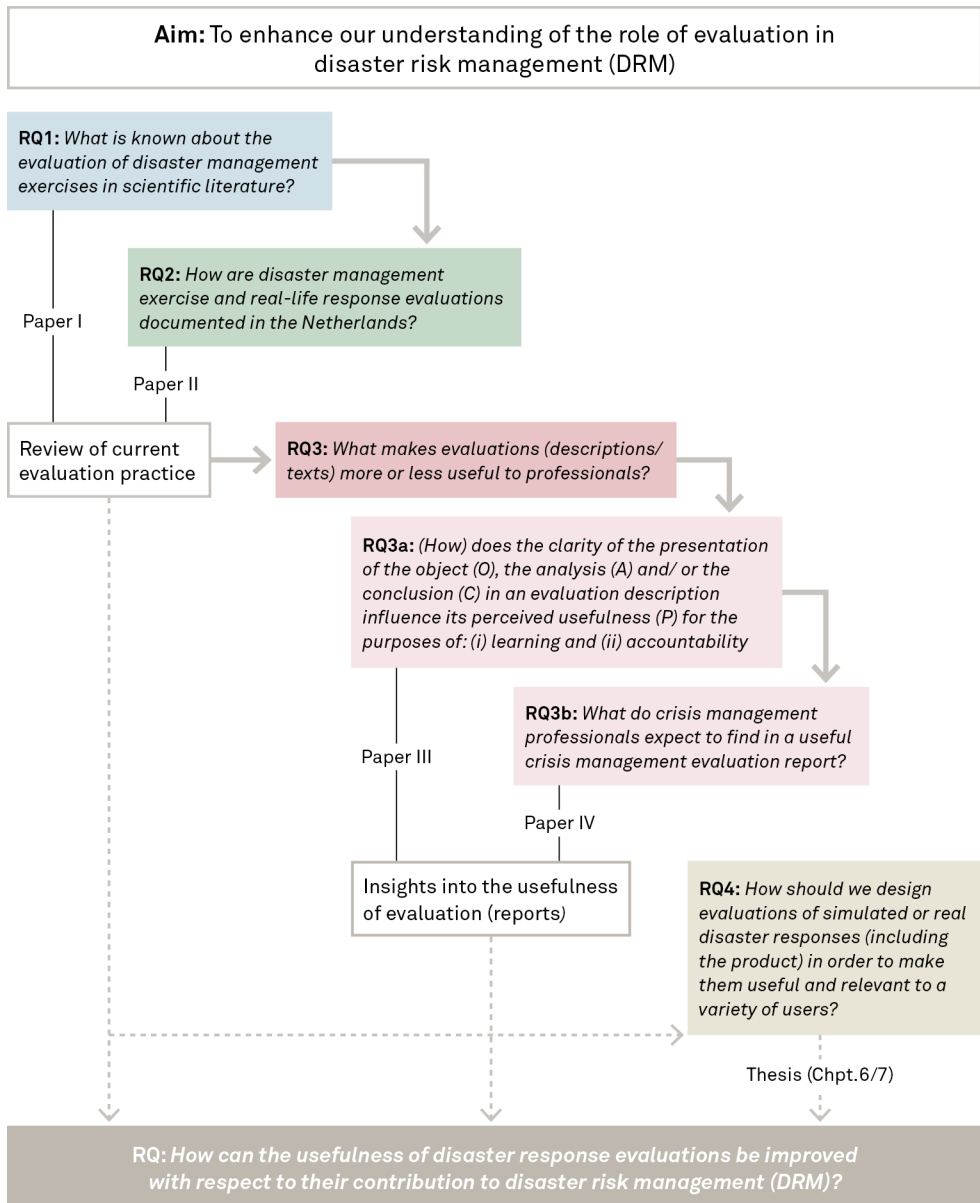 Aim: To enhance our understanding of the role of evaluation in
disaster risk management (DRM)
RQ1: What is known about the
evaluation of disaster management
exercises in scientific literature?
RQ2: How are disaster management
exercise and real-life response evaluations
documented in the Netherlands?
Paper I
Paper II
Review of current
evaluation practice
RQ3: What makes evaluations (descriptions/
texts) more or less useful to professionals?
RQ3a: (How) does the clarity of the presentation
of the object (O), the analysis (A) and/ or the
conclusion (C) in an evaluation description
influence its perceived usefulness (P) for the
purposes of: (i) learning and (ii) accountability
RQ3b: What do crisis management
professionals expect to find in a useful
crisis management evaluation report?
Paper III
Paper IV
Insights into the usefulness
of evaluation (reports)
RQ4: How should we design
evaluations of simulated or real
disaster responses (including
the product) in order to make
them useful and relevant to a
variety of users?
Thesis (Chpt.6/7)
RQ: How can the usefulness of disaster response evaluations be improved
with respect to their contribution to disaster risk management (DRM)?